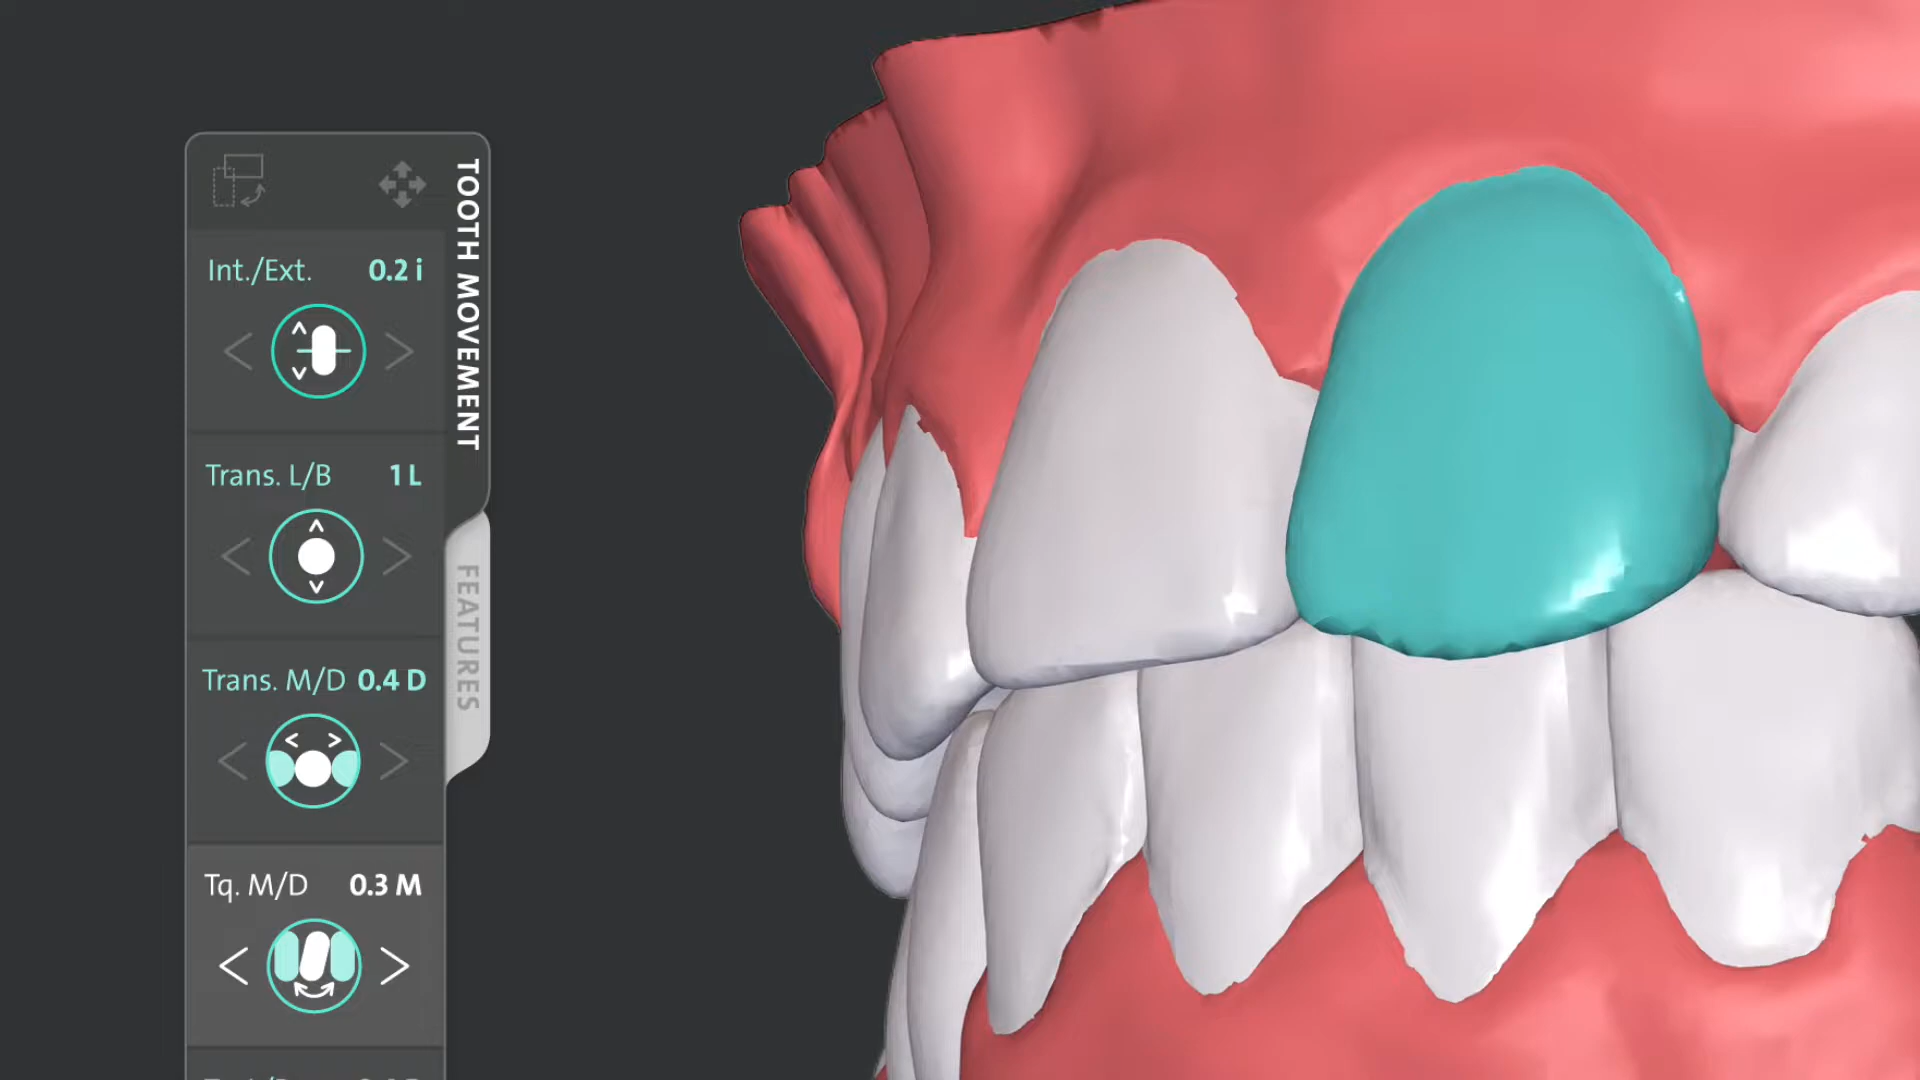 TOOTH MOVEMENT
Int./Ext. 0.2 i
Trans. L/B 1 L
FEATURES
Trans. M/D 0.4 D
Tq. M/D 0.3 M